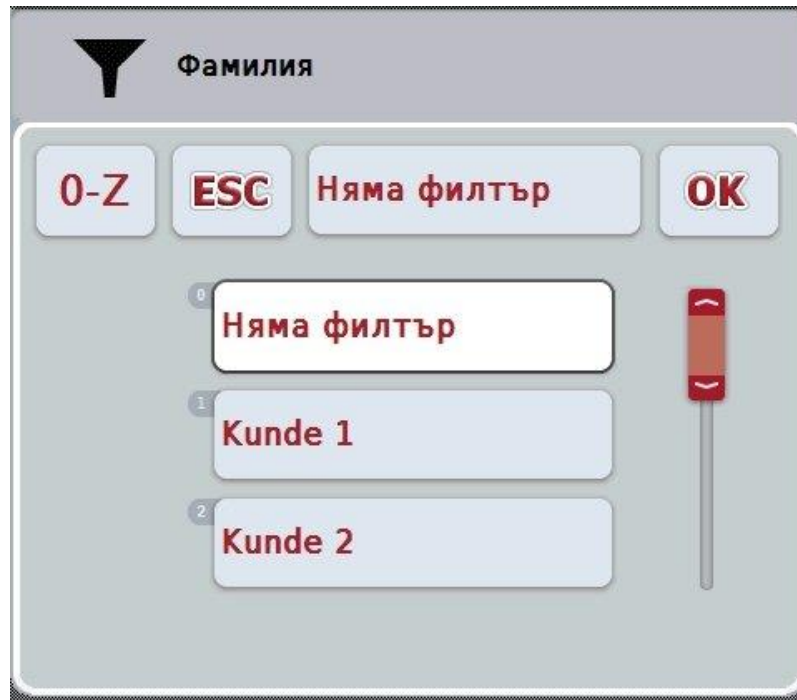 Фамилия
0-Z
ESC
Няма филтър
OK
0
Няма филтър
1
Kunde 1
2
Kunde 2